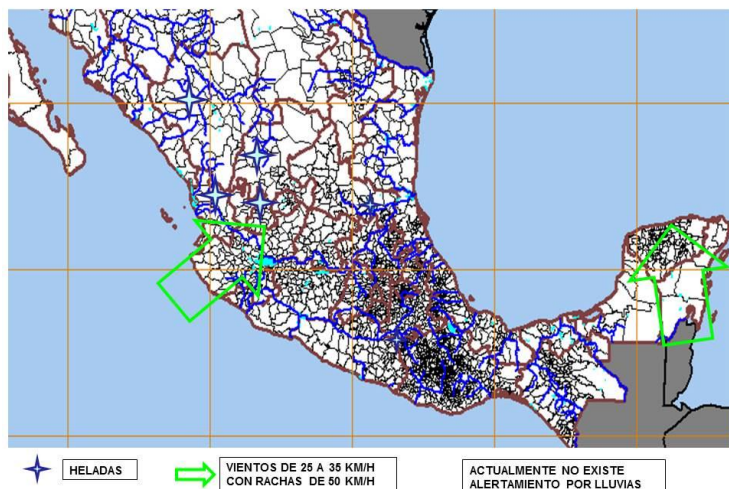 HELADAS
VIENTOS DE 25 A 35 KM/H
CON RACHAS DE 50 KM/H
ACTUALMENTE NO EXISTE
ALERTAMIENTO POR LLUVIAS